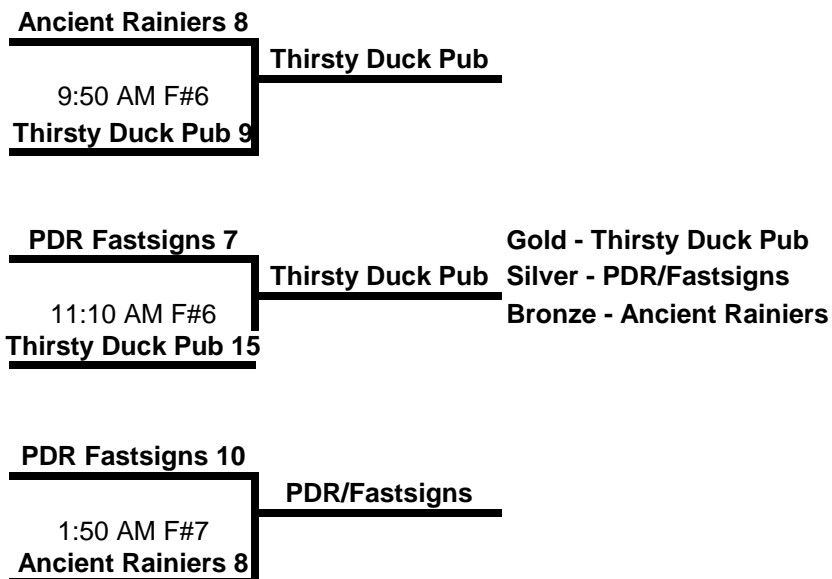 Ancient Rainiers 8
Thirsty Duck Pub
9:50 AM F#6
Thirsty Duck Pub 9
PDR Fastsigns 7
Gold - Thirsty Duck Pub
Thirsty Duck Pub
Silver - PDR/Fastsigns
11:10 AM F#6
Bronze - Ancient Rainiers
Thirsty Duck Pub 15
PDR Fastsigns 10
PDR/Fastsigns
1:50 AM F#7
Ancient Rainiers 8